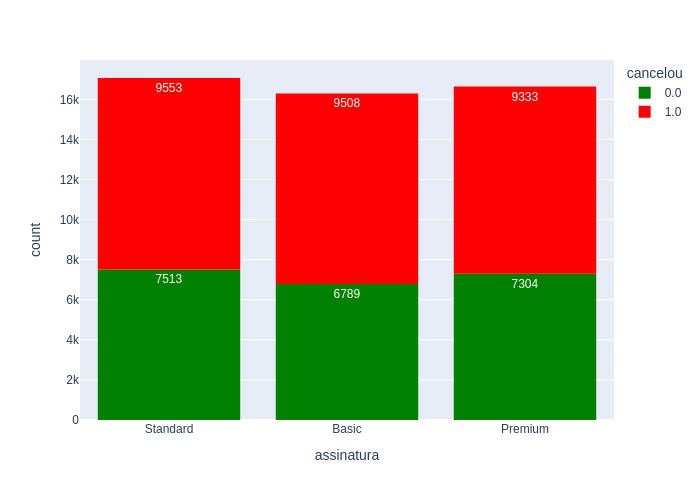 cancelou
0.0
1.0
9553
9508
9333
7513
6789
7304
16k
14k
12k
10k
8k
6k
4k
2k
0
count
Standard
Basic
Premium
assinatura